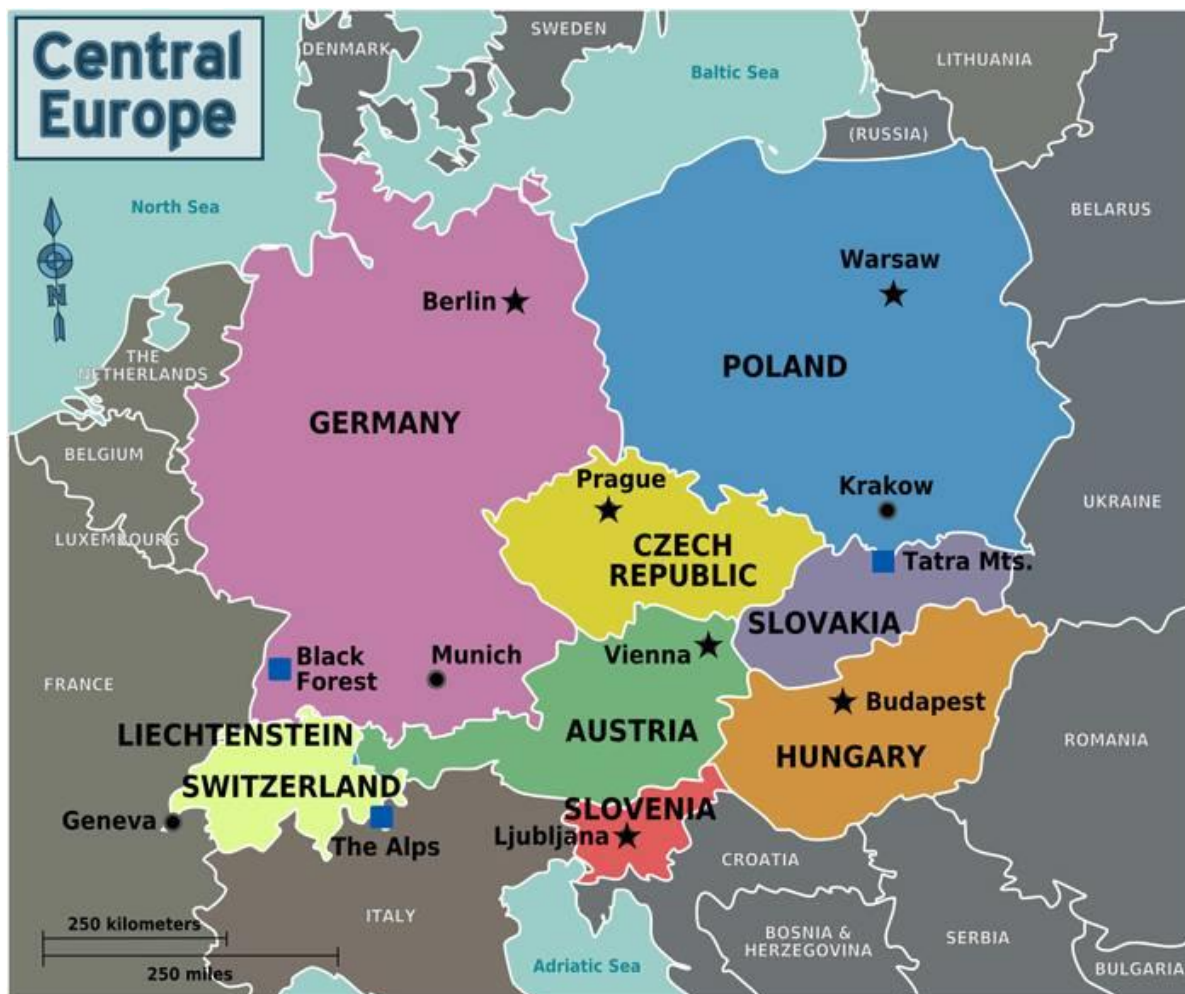 Central
Europe
DENMARK
SWEDEN
Baltic Sea
LITHUANIA
(RUSSIA)
North Sea
BELARUS
N
Berlin
Warsaw
THE
NETHERLANDS
POLAND
GERMANY
BELGIUM
Prague
Krakow
UKRAINE
LUXEMBOURG
CZECH
REPUBLIC
Tatra Mts.
SLOVAKIA
Black
Forest
Munich
Vienna
FRANCE
Budapest
LIECHTENSTEIN
AUSTRIA
ROMANIA
HUNGARY
SWITZERLAND
SLOVENIA
Geneva
The Alps
Ljubljana
CROATIA
ITALY
250 kilometers
250 miles
BOSNIA &
HERZEGOVINA
SERBIA
Adriatic Sea
BULGARIA